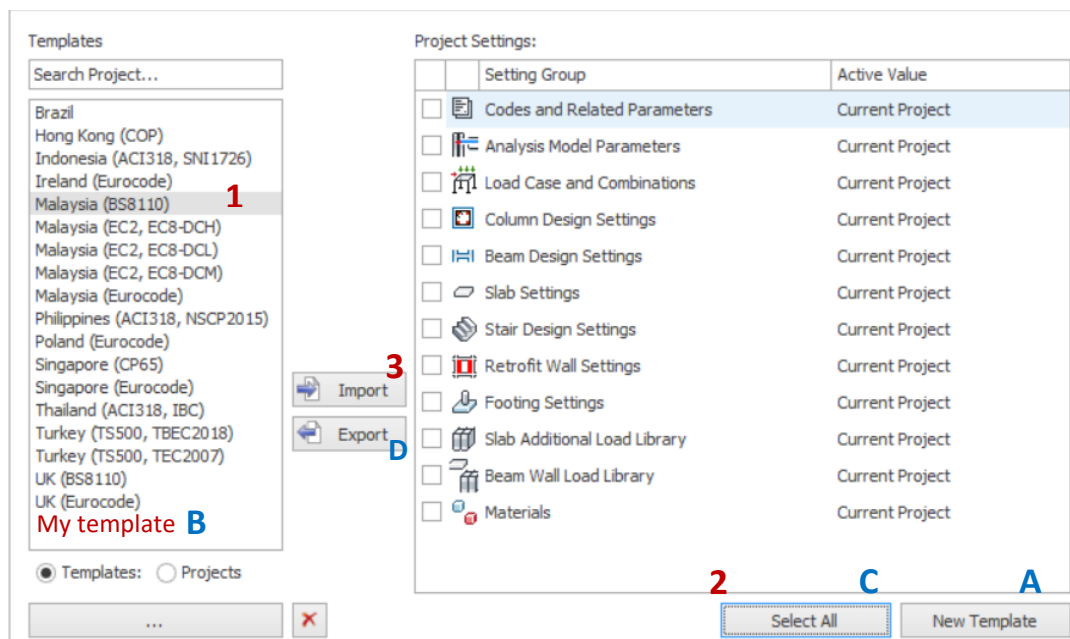 Templates
Search Project...
Brazil
Hong Kong (COP)
Indonesia (ACI318, SNI1726)
Ireland (Eurocode)
1
Malaysia (BS8110)
Malaysia (EC2, EC8-DCH)
Malaysia (EC2, EC8-DCL)
Malaysia (EC2, EC8-DCM)
Malaysia (Eurocode)
Philippines (ACI318, NSCP2015)
Poland (Eurocode)
Singapore (CP65)
Singapore (Eurocode)
Thailand (ACI318, IBC)
Turkey (TS500, TBEC2018)
Turkey (TS500, TEC2007)
UK (BS8110)
UK (Eurocode)
My template B
Templates: Projects
...
3
Import
Export
D
Project Settings:
Setting Group Active Value
Codes and Related Parameters Current Project
Analysis Model Parameters Current Project
Load Case and Combinations Current Project
Column Design Settings Current Project
Beam Design Settings Current Project
Slab Settings Current Project
Stair Design Settings Current Project
Retrofit Wall Settings Current Project
Footing Settings Current Project
Slab Additional Load Library Current Project
Beam Wall Load Library Current Project
Materials Current Project
2 C A
Select All New Template